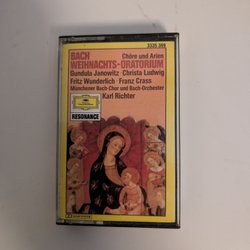 3335 369
BACH Chöre und Arien
WEIHNACHTS-ORATORIUM
Gundula Janowitz · Christa Ludwig
Fritz Wunderlich · Franz Crass
Münchener Bach-Chor und Bach-Orchester
Karl Richter
RESONANCE